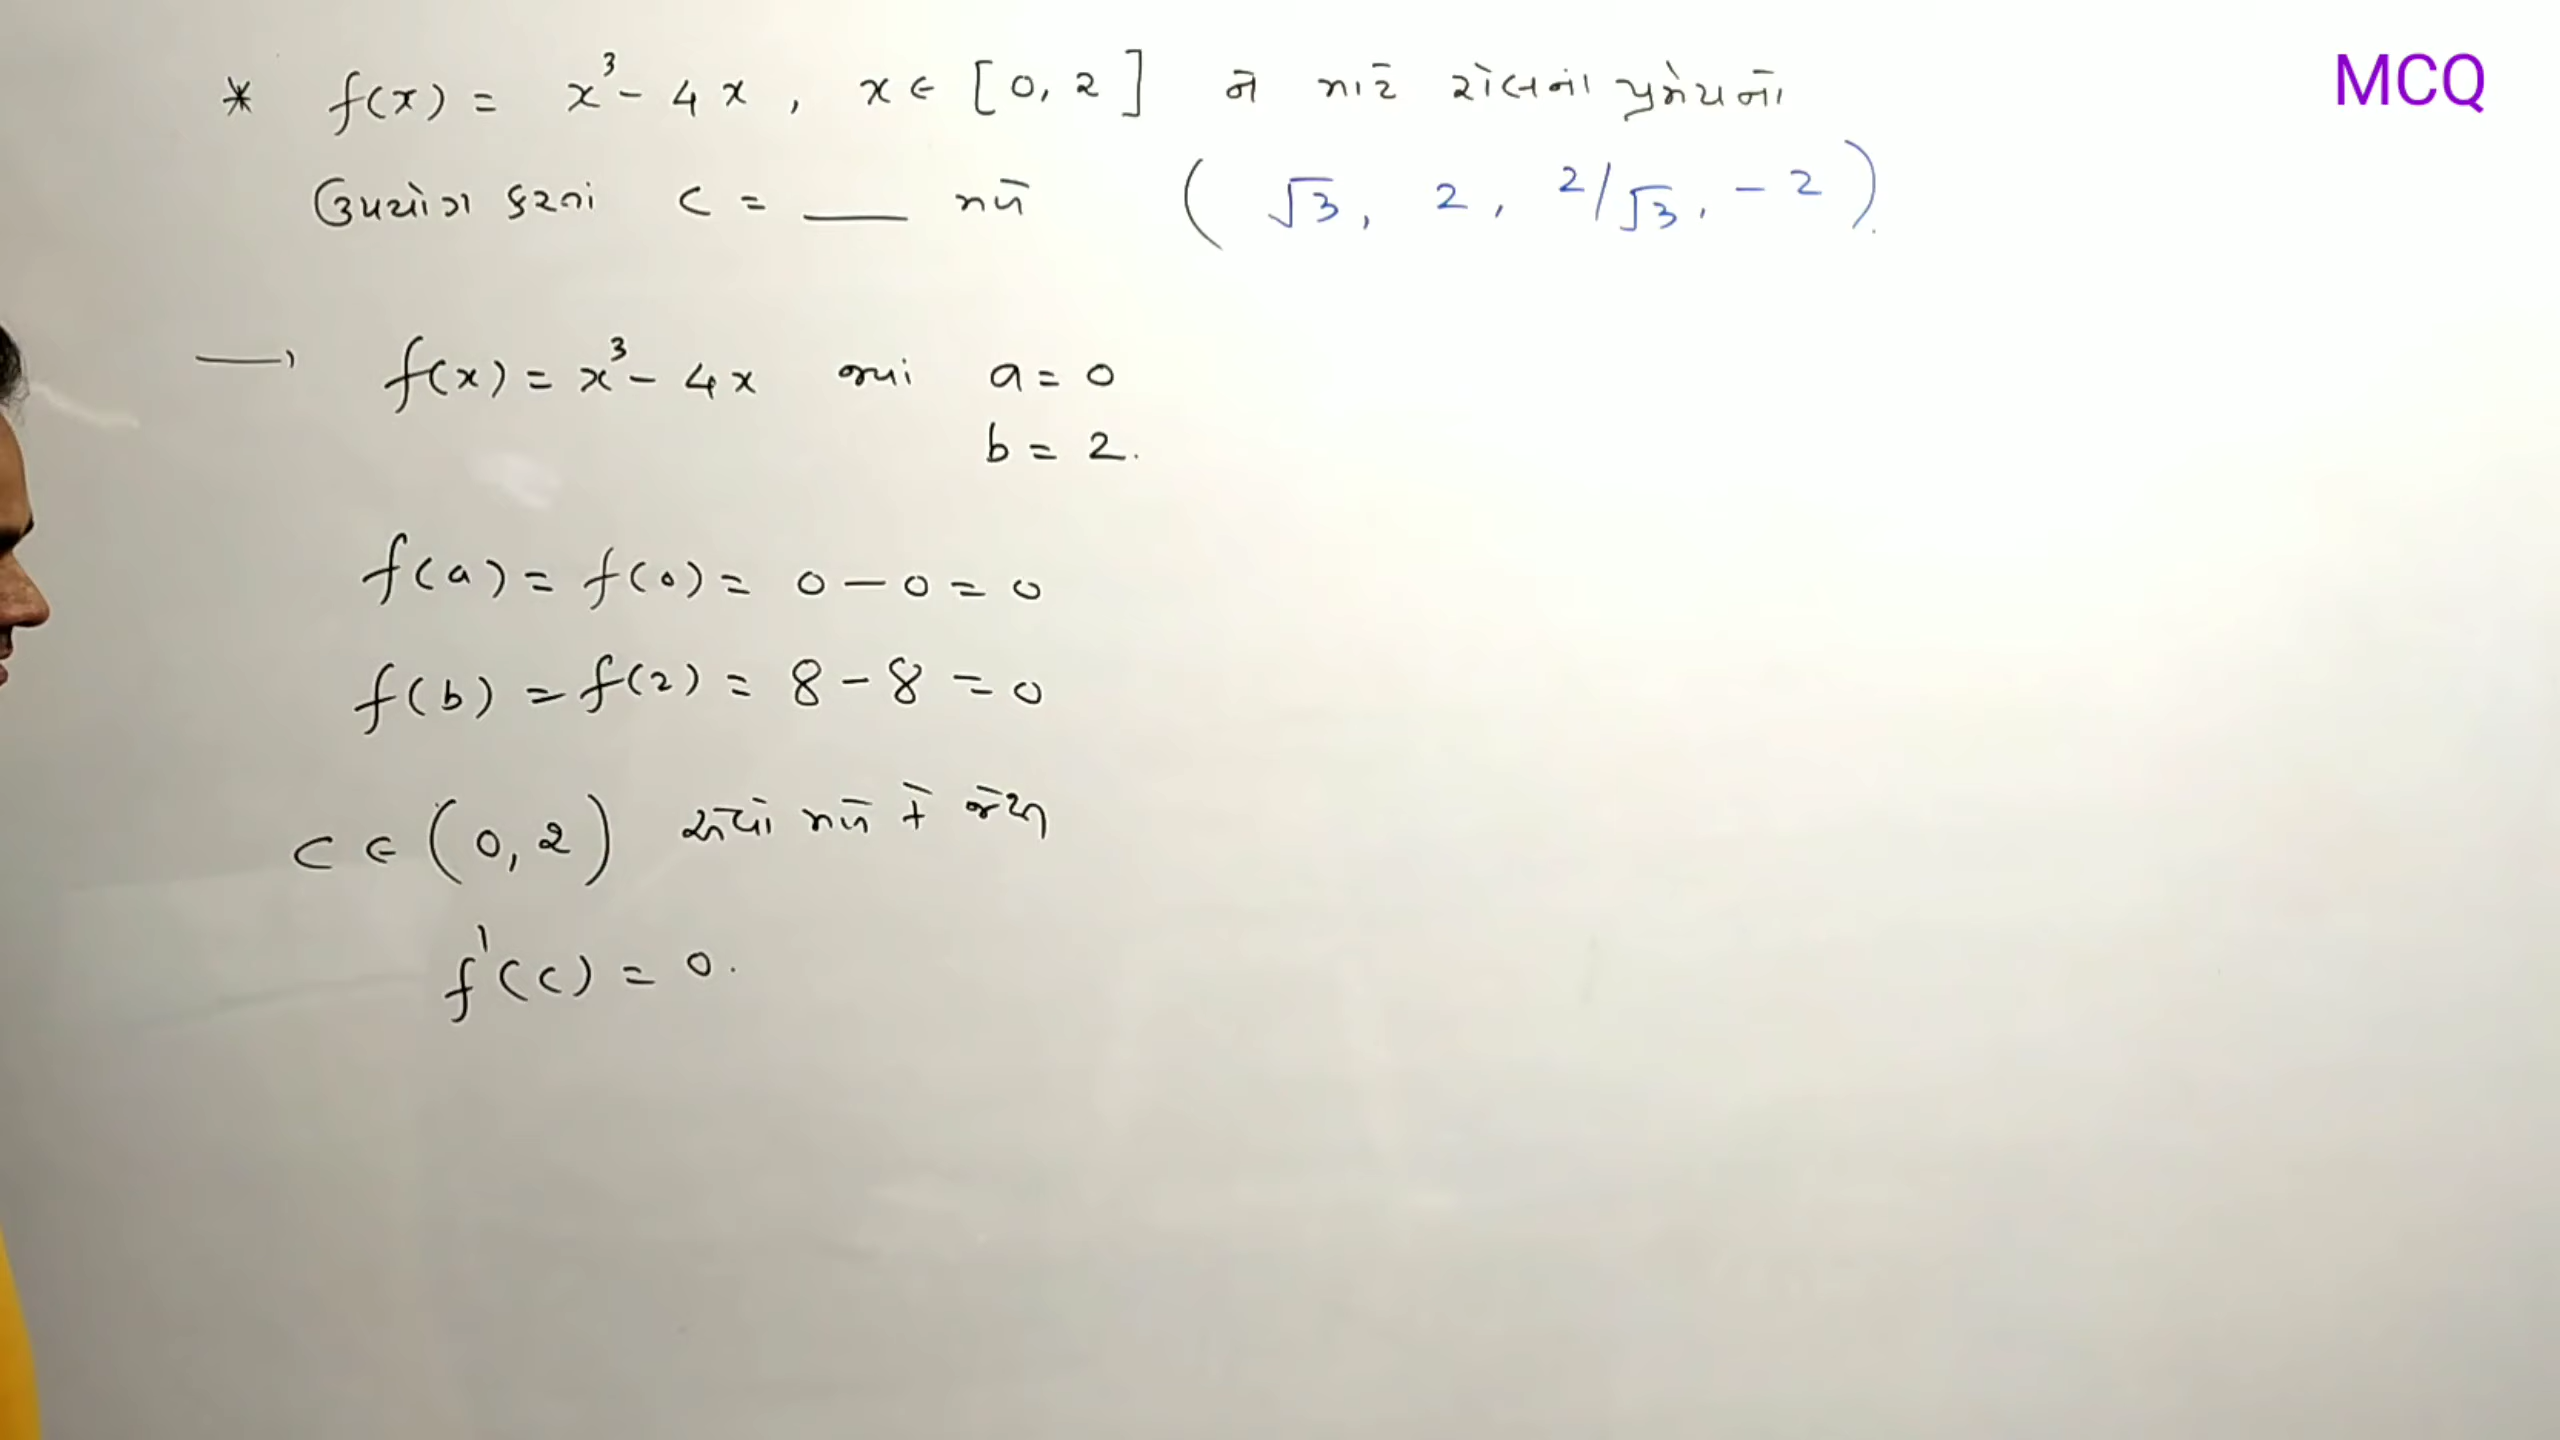 MCQ
* f(x) = x³ - 4x , x ∈ [0, 2] ને માટે રોલના પ્રમેયનો
ઉપયોગ કરતાં c = ___ મળે (√3, 2, 2/√3, -2).
→ f(x) = x³ - 4x જ્યાં a = 0
b = 2.
f(a) = f(0) = 0 - 0 = 0
f(b) = f(2) = 8 - 8 = 0
c ∈ (0, 2) એવો મળે કે જેથી
f'(c) = 0.